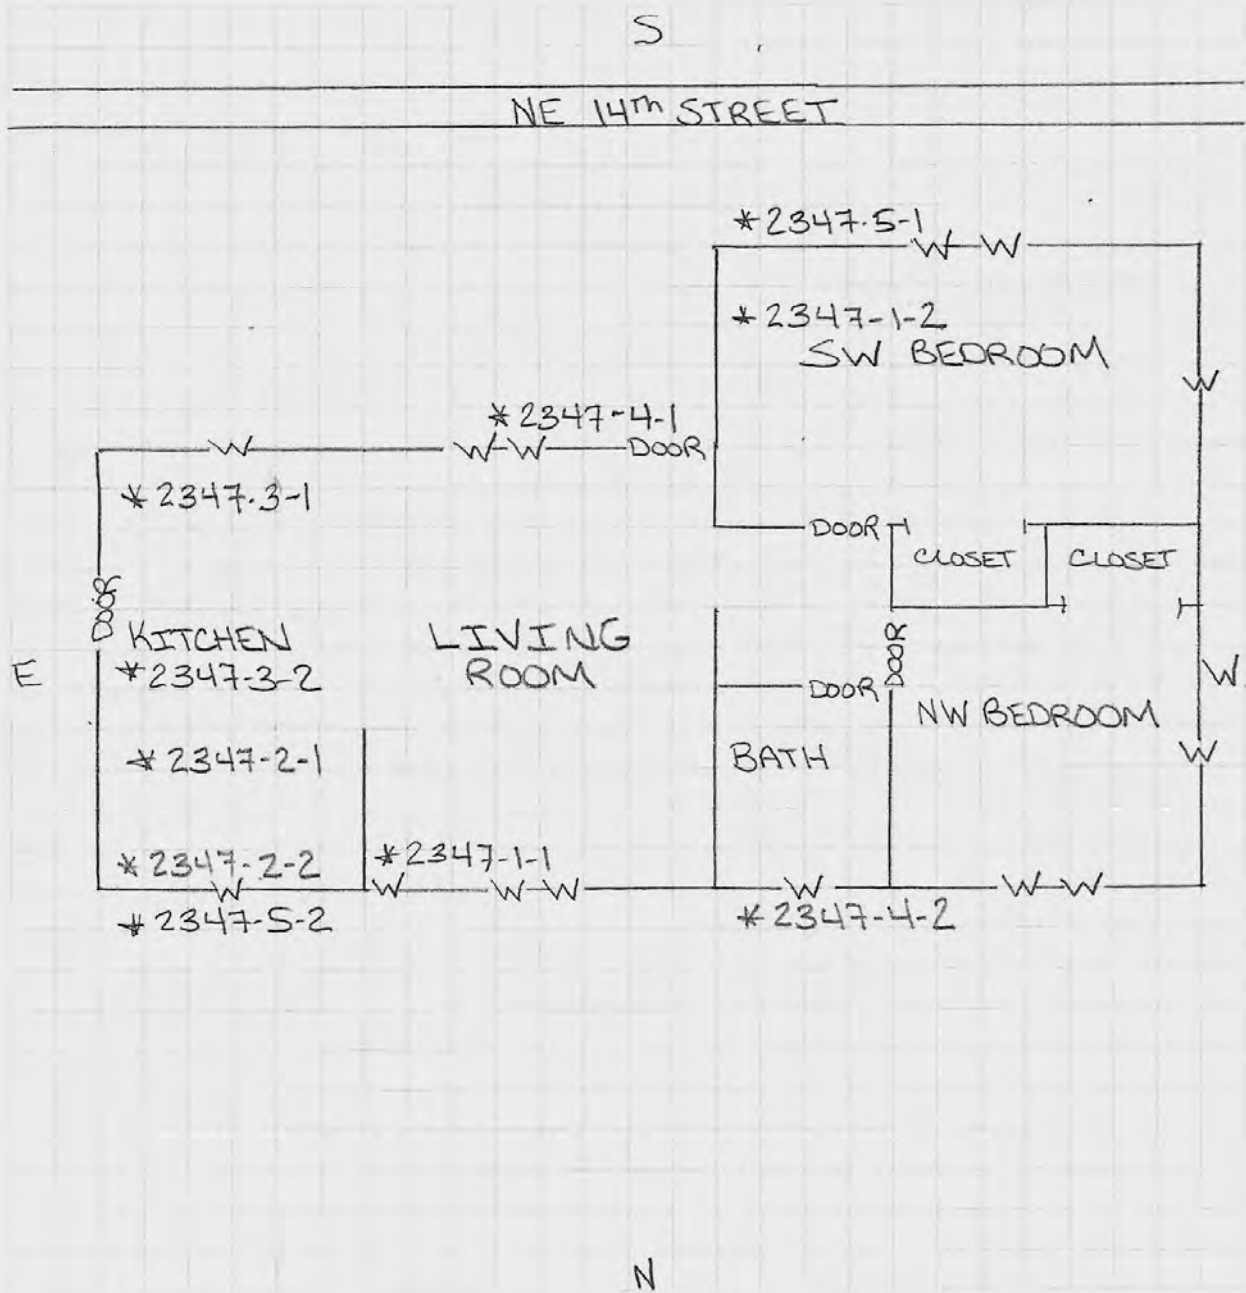 S
NE 14th STREET
*2347-5-1
W W
*2347-1-2
SW BEDROOM
W
*2347-4-1
W W W DOOR
*2347-3-1
DOOR
CLOSET CLOSET
DOOR
KITCHEN
LIVING
ROOM
DOOR
E
*2347-3-2
DOOR
W
NW BEDROOM
*2347-2-1
BATH
W
*2347-2-2
*2347-1-1
W W W W W W W
*2347-5-2
*2347-4-2
N